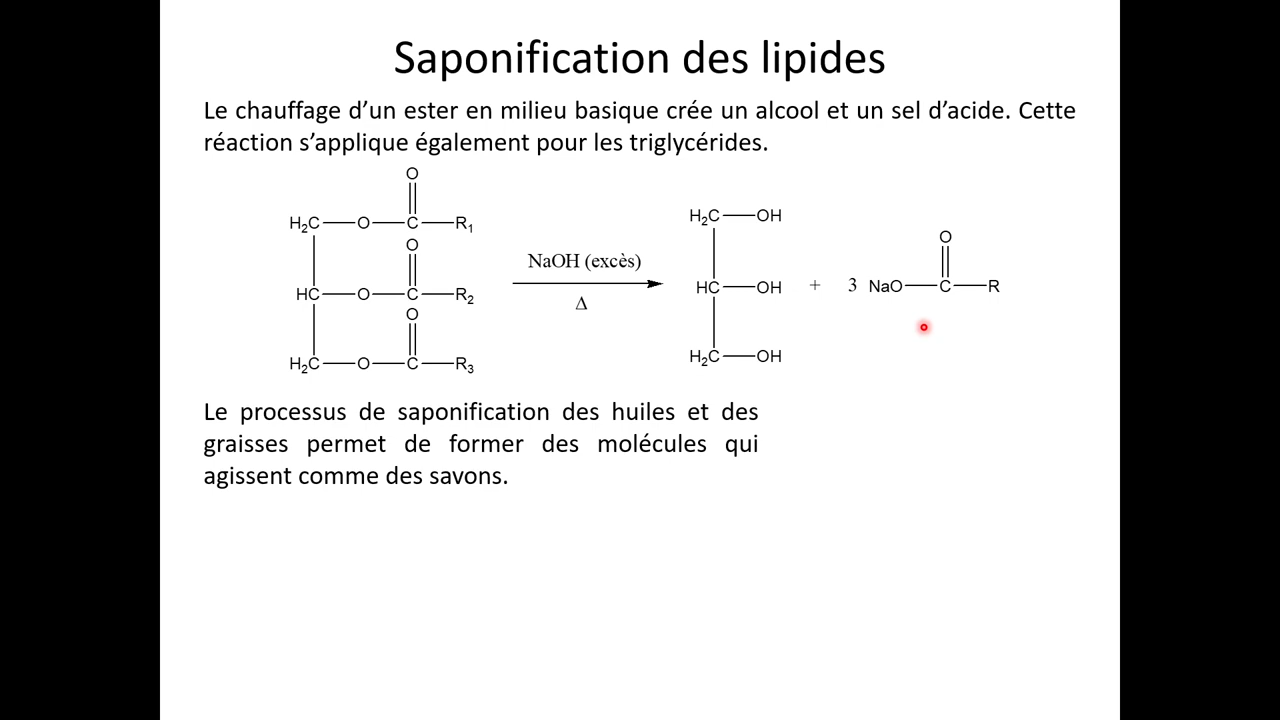 Saponification des lipides
Le chauffage d’un ester en milieu basique crée un alcool et un sel d’acide. Cette
réaction s’applique également pour les triglycérides.
O
H₂C—O—C—R₁
O
HC—O—C—R₂
O
H₂C—O—C—R₃
NaOH (excès)
Δ
H₂C—OH
HC—OH
H₂C—OH
+
O
3 NaO—C—R
Le processus de saponification des huiles et des
graisses permet de former des molécules qui
agissent comme des savons.